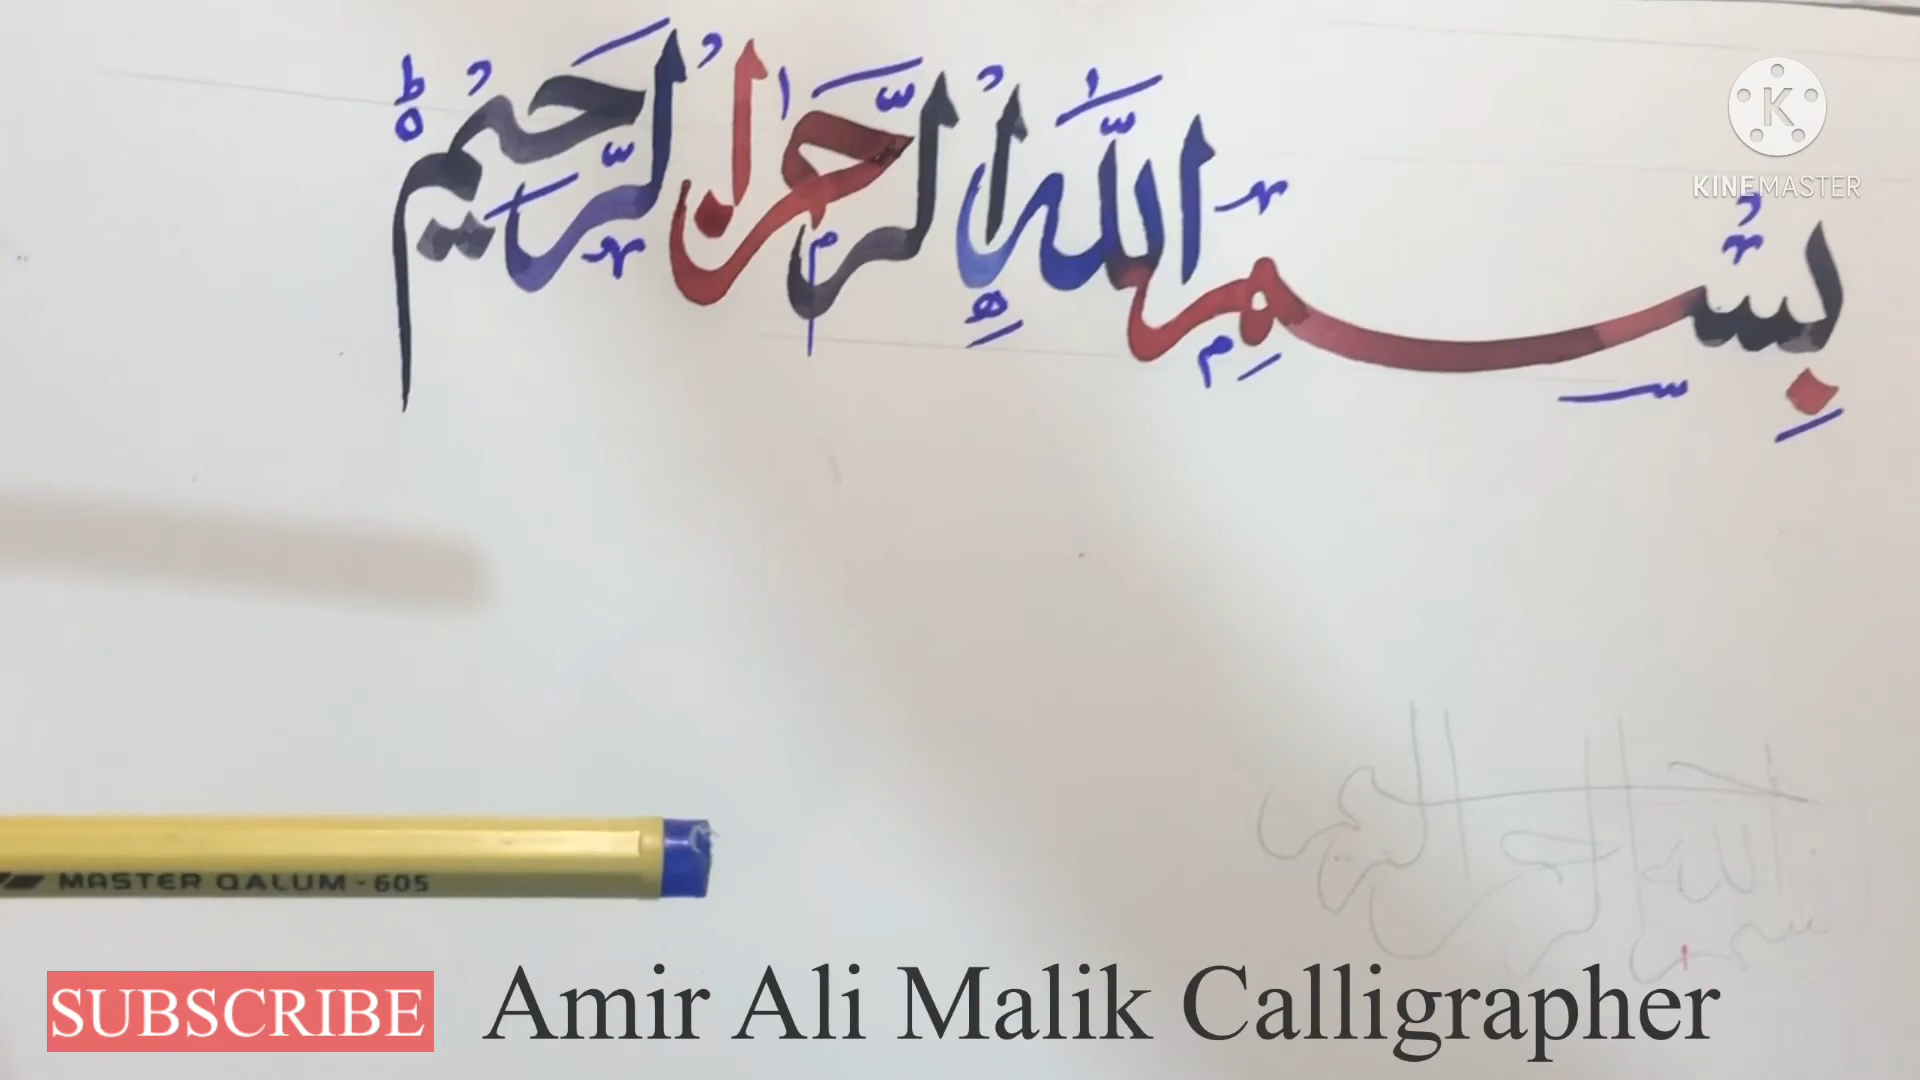 بِسْمِ اللّٰهِ الرَّحْمٰنِ الرَّحِيْمِ ط
KINEMASTER
MASTER QALUM - 605
SUBSCRIBE
Amir Ali Malik Calligrapher